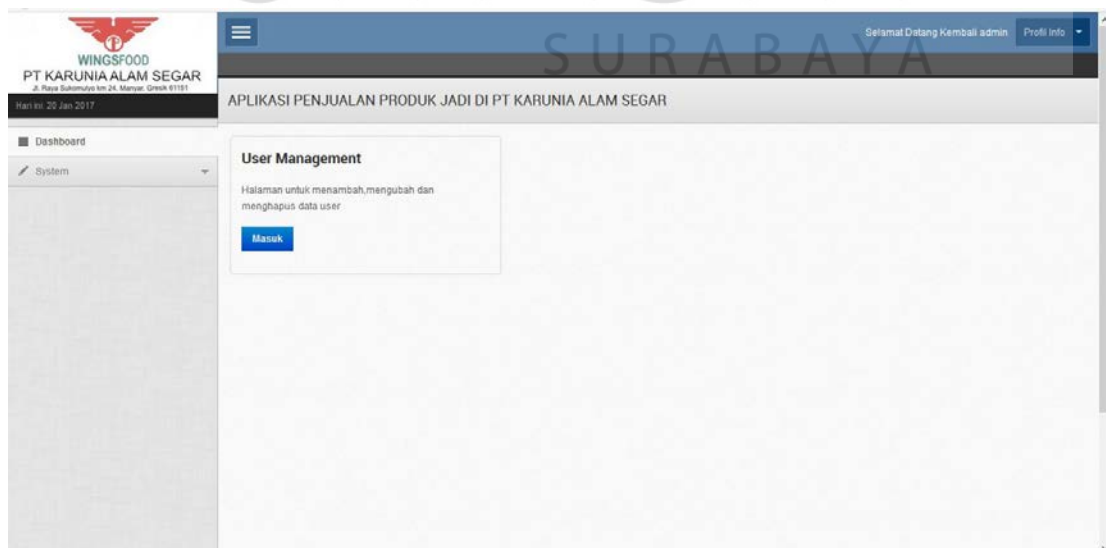 SURABAYA
WINGSFOOD
PT KARUNIA ALAM SEGAR
Jl. Raya Sukomulyo km 24, Manyar, Gresik 61151
Hari ini: 20 Jan 2017
Selamat Datang Kembali admin
Profil Info
APLIKASI PENJUALAN PRODUK JADI DI PT KARUNIA ALAM SEGAR
Dashboard
System
User Management
Halaman untuk menambah,mengubah dan
menghapus data user
Masuk